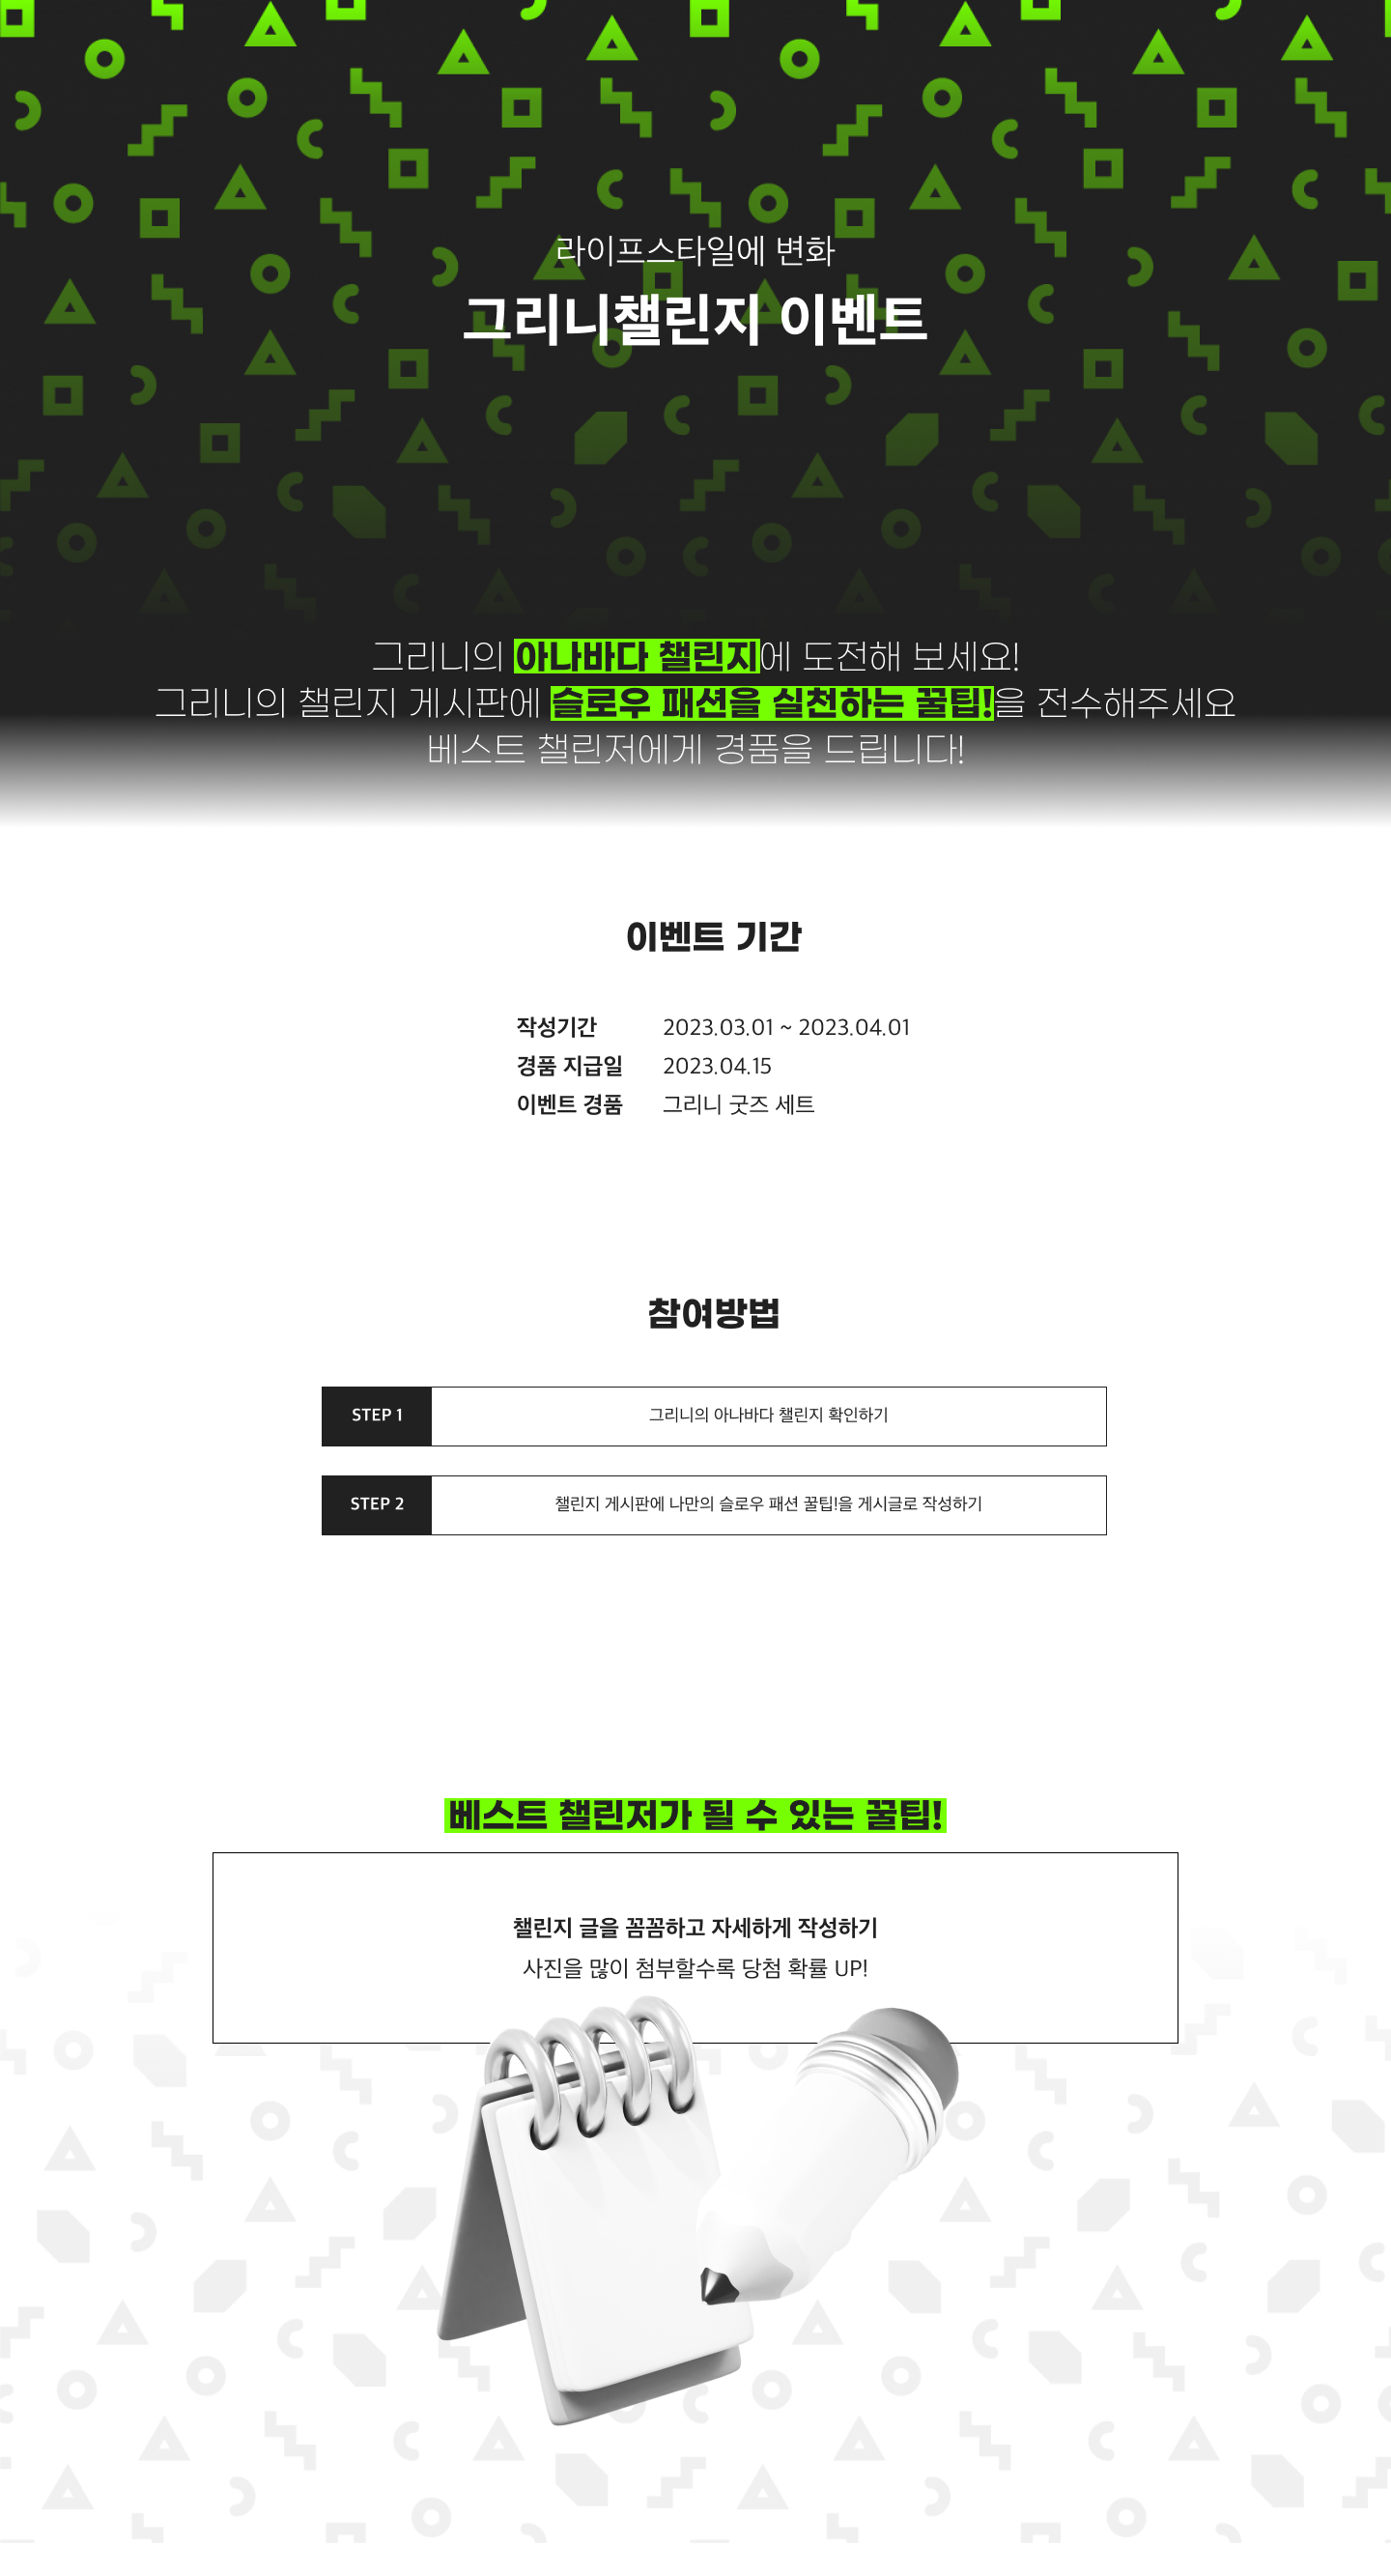 라이프스타일에 변화
그리니챌린지 이벤트
그리니의 아나바다 챌린지에 도전해 보세요!
그리니의 챌린지 게시판에 슬로우 패션을 실천하는 꿀팁!을 전수해주세요
베스트 챌린저에게 경품을 드립니다!
이벤트 기간
작성기간 2023.03.01 ~ 2023.04.01
경품 지급일 2023.04.15
이벤트 경품 그리니 굿즈 세트
참여방법
STEP 1 그리니의 아나바다 챌린지 확인하기
STEP 2 챌린지 게시판에 나만의 슬로우 패션 꿀팁!을 게시글로 작성하기
베스트 챌린저가 될 수 있는 꿀팁!
챌린지 글을 꼼꼼하고 자세하게 작성하기
사진을 많이 첨부할수록 당첨 확률 UP!